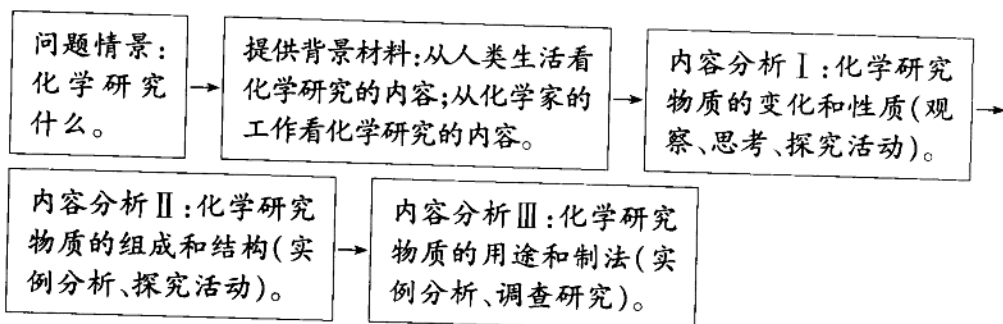 问题情景:
化学研究
什么。
提供背景材料:从人类生活看
化学研究的内容;从化学家的
工作看化学研究的内容。
内容分析Ⅰ:化学研究
物质的变化和性质(观
察、思考、探究活动)。
内容分析Ⅱ:化学研究
物质的组成和结构(实
例分析、探究活动)。
内容分析Ⅲ:化学研究
物质的用途和制法(实
例分析、调查研究)。